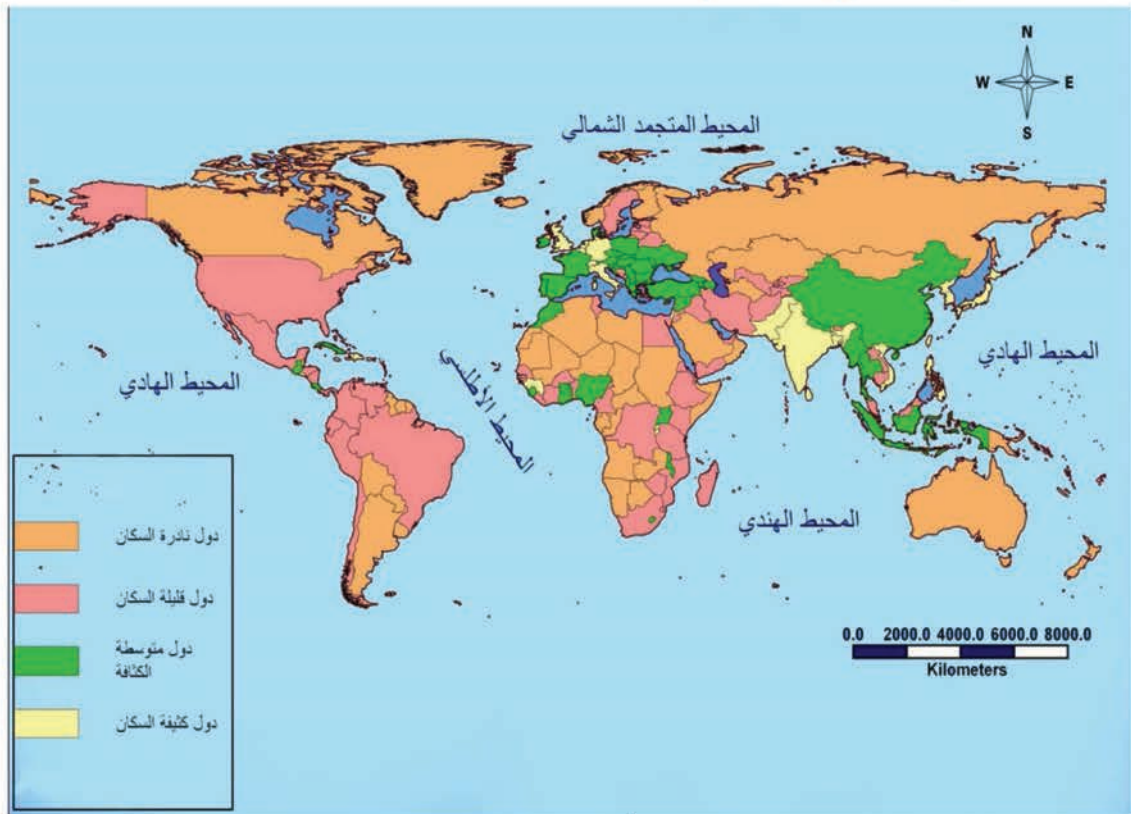 N
W E
S
المحيط المتجمد الشمالي
المحيط الهادي
المحيط الأطلسي
المحيط الهادي
المحيط الهندي
دول نادرة السكان
دول قليلة السكان
دول متوسطة
الكثافة
دول كثيفة السكان
0.0 2000.0 4000.0 6000.0 8000.0
Kilometers